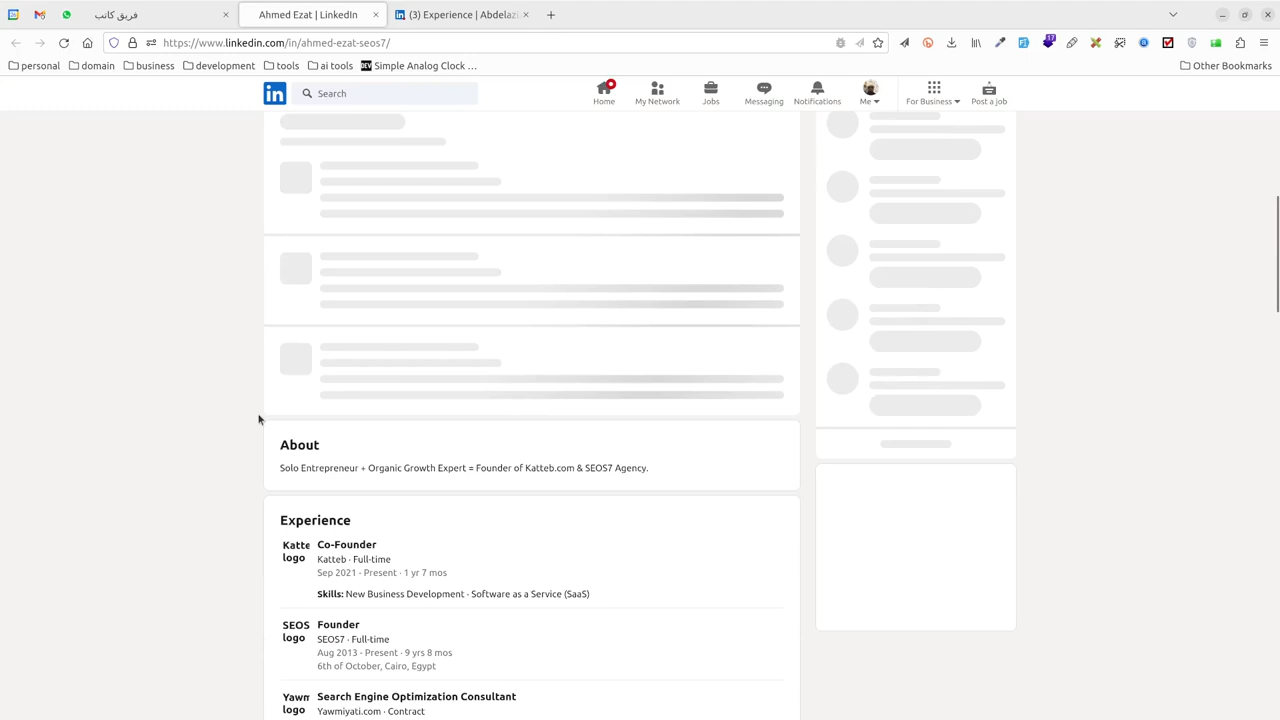 فريق كاتب
Ahmed Ezat | LinkedIn
(3) Experience | Abdelazi
https://www.linkedin.com/in/ahmed-ezat-seos7/
17
personal
domain
business
development
tools
ai tools
DEV
Simple Analog Clock ...
Other Bookmarks
in
Search
Home
My Network
Jobs
Messaging
Notifications
Me
For Business
Post a job
About
Solo Entrepreneur + Organic Growth Expert = Founder of Katteb.com & SEOS7 Agency.
Experience
Katte
logo
Co-Founder
Katteb · Full-time
Sep 2021 - Present · 1 yr 7 mos
Skills: New Business Development · Software as a Service (SaaS)
SEOS
logo
Founder
SEOS7 · Full-time
Aug 2013 - Present · 9 yrs 8 mos
6th of October, Cairo, Egypt
Yawm
logo
Search Engine Optimization Consultant
Yawmiyati.com · Contract